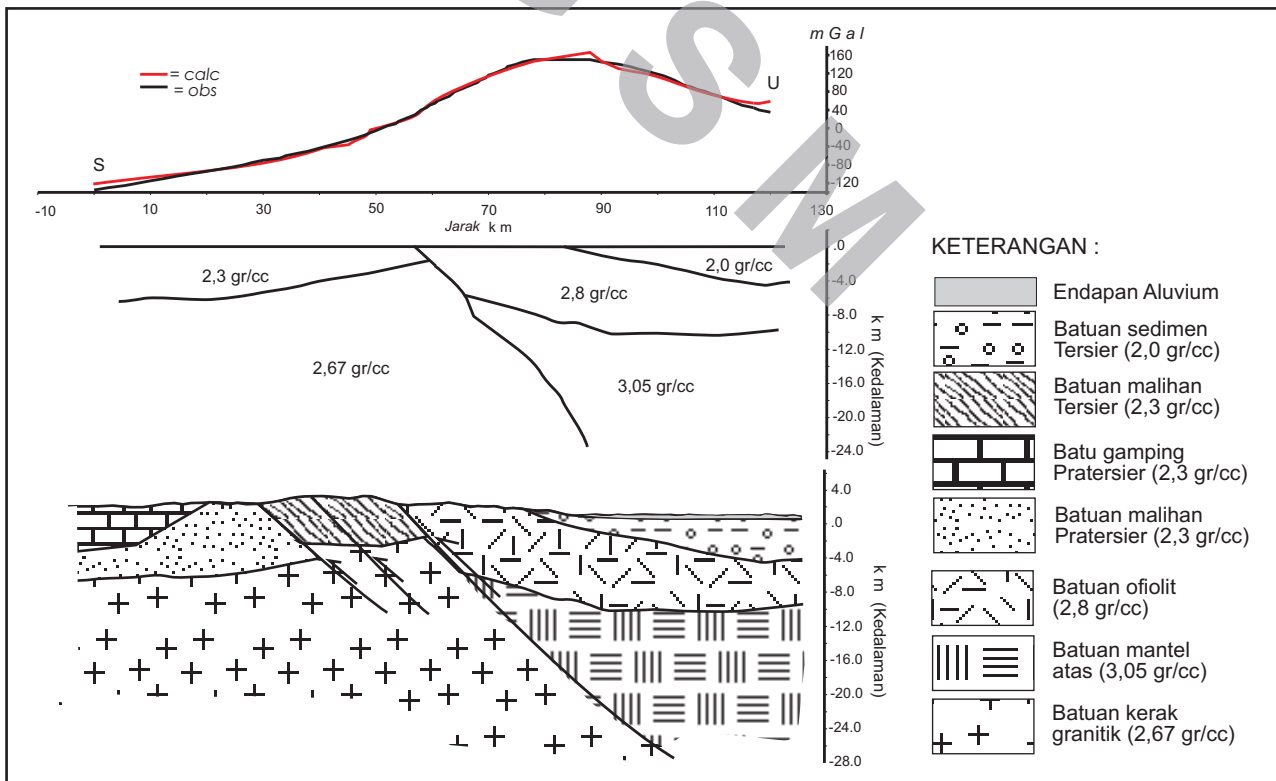 S M
m G a l
160
120
80
40
0
-40
-80
-120
= calc
= obs
S
U
-10 10 30 50 70 90 110 130
Jarak k m
.0
-4.0
-8.0
-12.0
-16.0
-20.0
-24.0
k m (Kedalaman)
2,3 gr/cc
2,0 gr/cc
2,8 gr/cc
2,67 gr/cc
3,05 gr/cc
4.0
.0
-4.0
-8.0
-12.0
-16.0
-20.0
-24.0
-28.0
k m (Kedalaman)
KETERANGAN :
Endapan Aluvium
Batuan sedimen
Tersier (2,0 gr/cc)
Batuan malihan
Tersier (2,3 gr/cc)
Batu gamping
Pratersier (2,3 gr/cc)
Batuan malihan
Pratersier (2,3 gr/cc)
Batuan ofiolit
(2,8 gr/cc)
Batuan mantel
atas (3,05 gr/cc)
Batuan kerak
granitik (2,67 gr/cc)